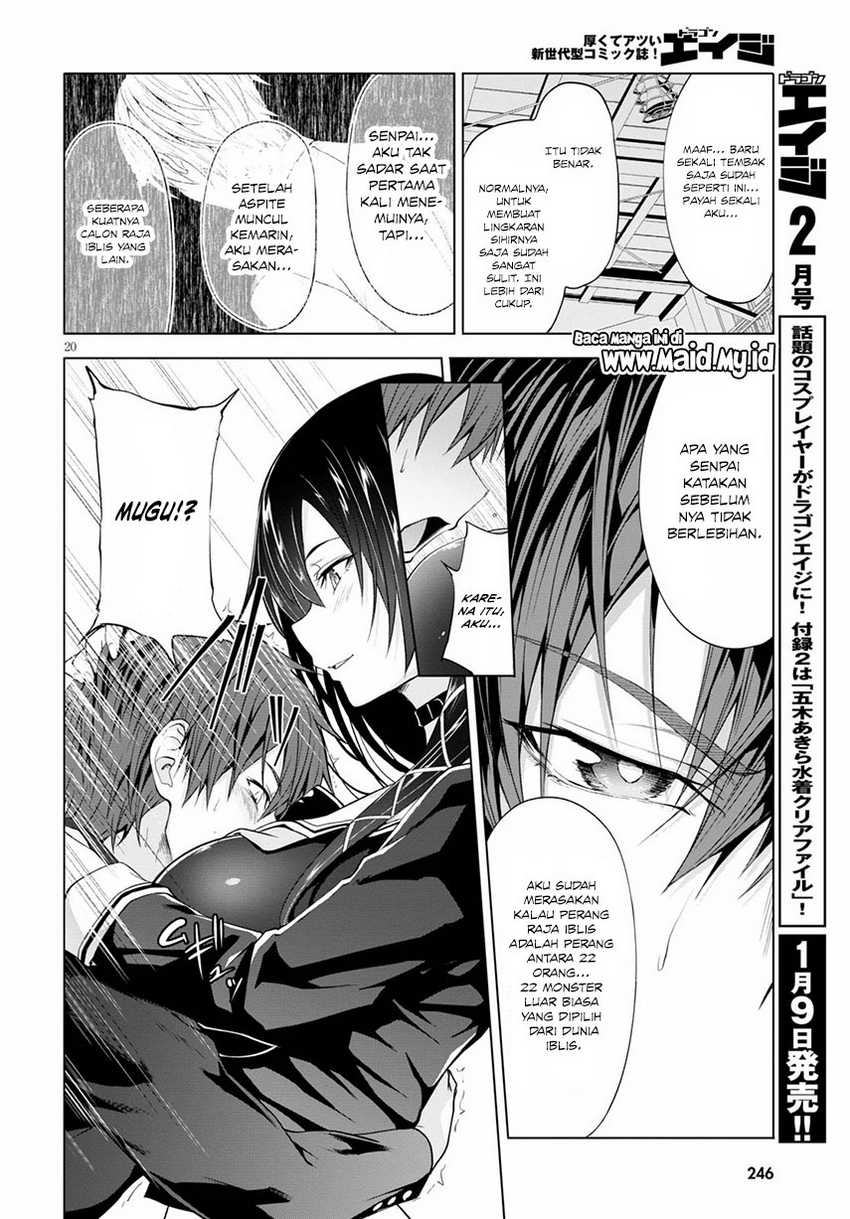 厚くてアツい
新世代型コミック誌!
ドラゴン
エイジ
MAAF... BARU
SEKALI TEMBAK
SAJA SUDAH
SEPERTI INI...
PAYAH SEKALI
AKU...
ITU TIDAK
BENAR.
NORMALNYA,
UNTUK
MEMBUAT
LINGKARAN
SIHIRNYA
SAJA SUDAH
SANGAT
SULIT. INI
LEBIH DARI
CUKUP.
SENPAI...
AKU TAK
SADAR SAAT
PERTAMA
KALI MENE-
MUINYA,
TAPI...
SETELAH
ASPITE
MUNCUL
KEMARIN,
AKU MERA-
SAKAN...
SEBERAPA
KUATNYA
CALON RAJA
IBLIS YANG
LAIN.
20
Baca Manga ini di
www.Maid.My.id
APA YANG
SENPAI
KATAKAN
SEBELUM
NYA TIDAK
BERLEBIHAN.
AKU SUDAH
MERASAKAN
KALAU PERANG
RAJA IBLIS
ADALAH PERANG
ANTARA 22
ORANG...
22 MONSTER
LUAR BIASA
YANG DIPILIH
DARI DUNIA
IBLIS.
KARE-
NA ITU,
AKU...
MUGU!?
ドラゴン
エイジ
2
月号
話題のコスプレイヤーがドラゴンエイジに! 付録2は「五木あきら水着クリアファイル」!
1月9日発売!!
246